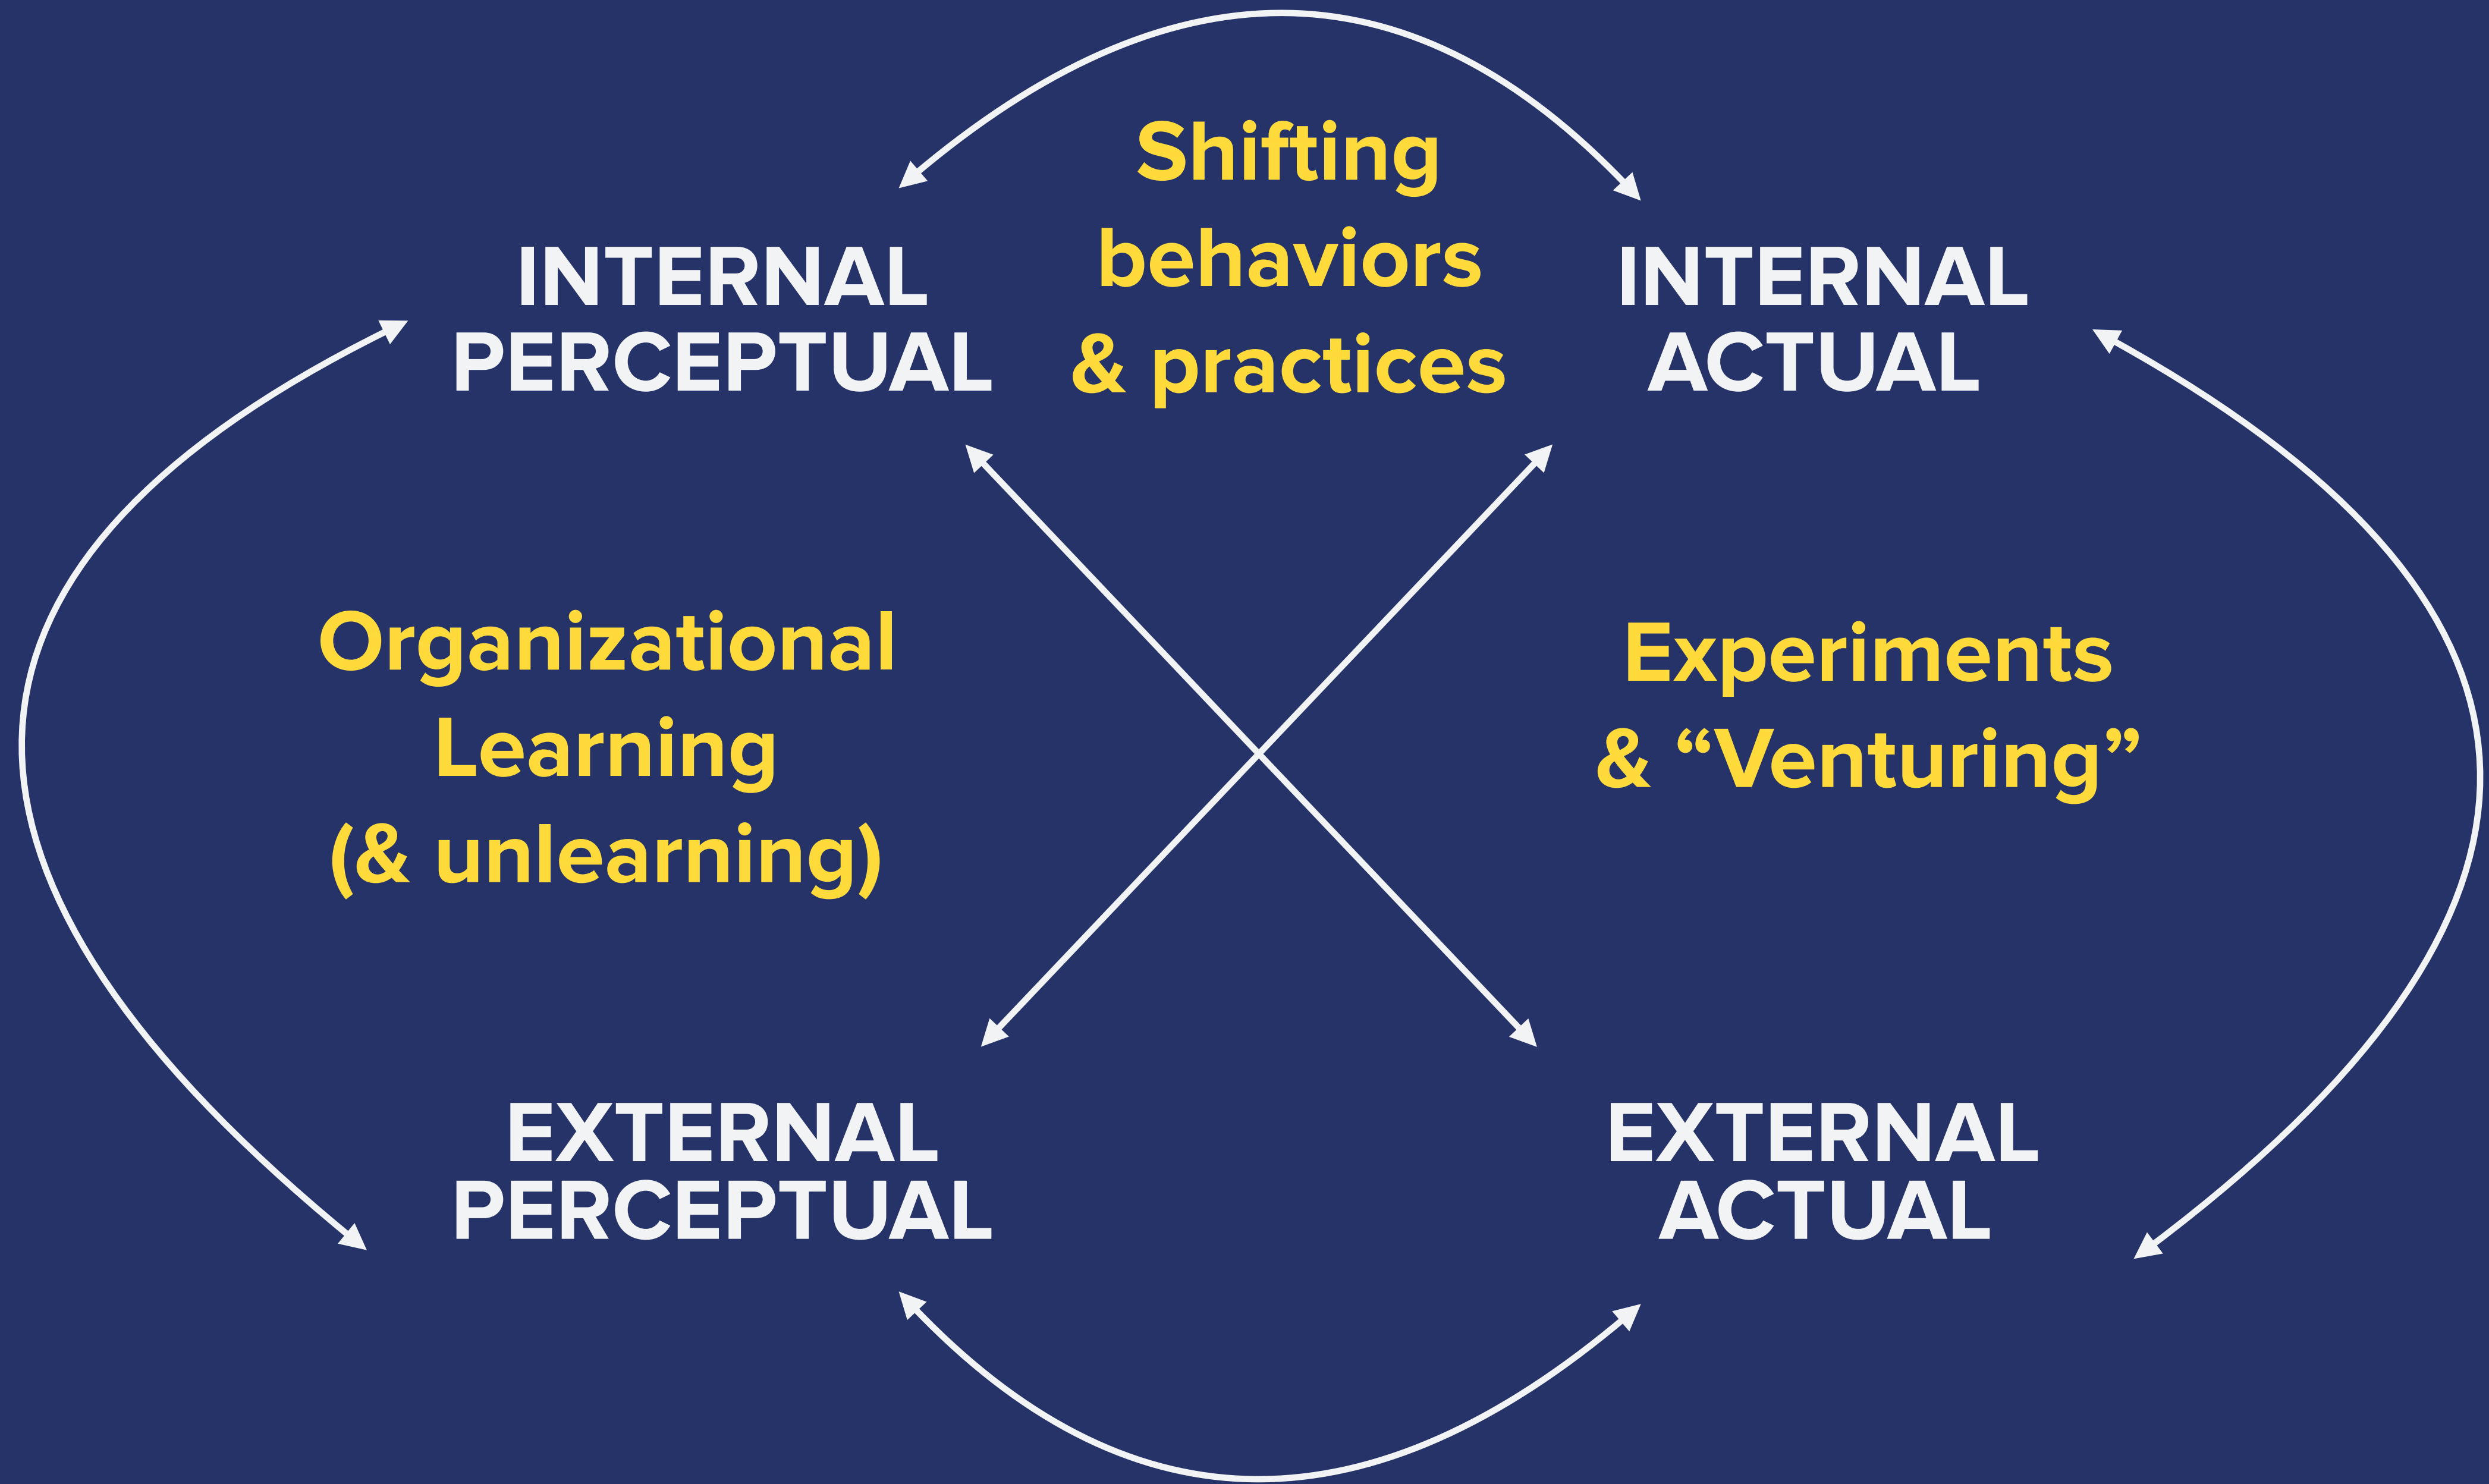 Shifting
behaviors
& practices
INTERNAL
PERCEPTUAL
INTERNAL
ACTUAL
Organizational
Learning
(& unlearning)
Experiments
& “Venturing”
EXTERNAL
PERCEPTUAL
EXTERNAL
ACTUAL